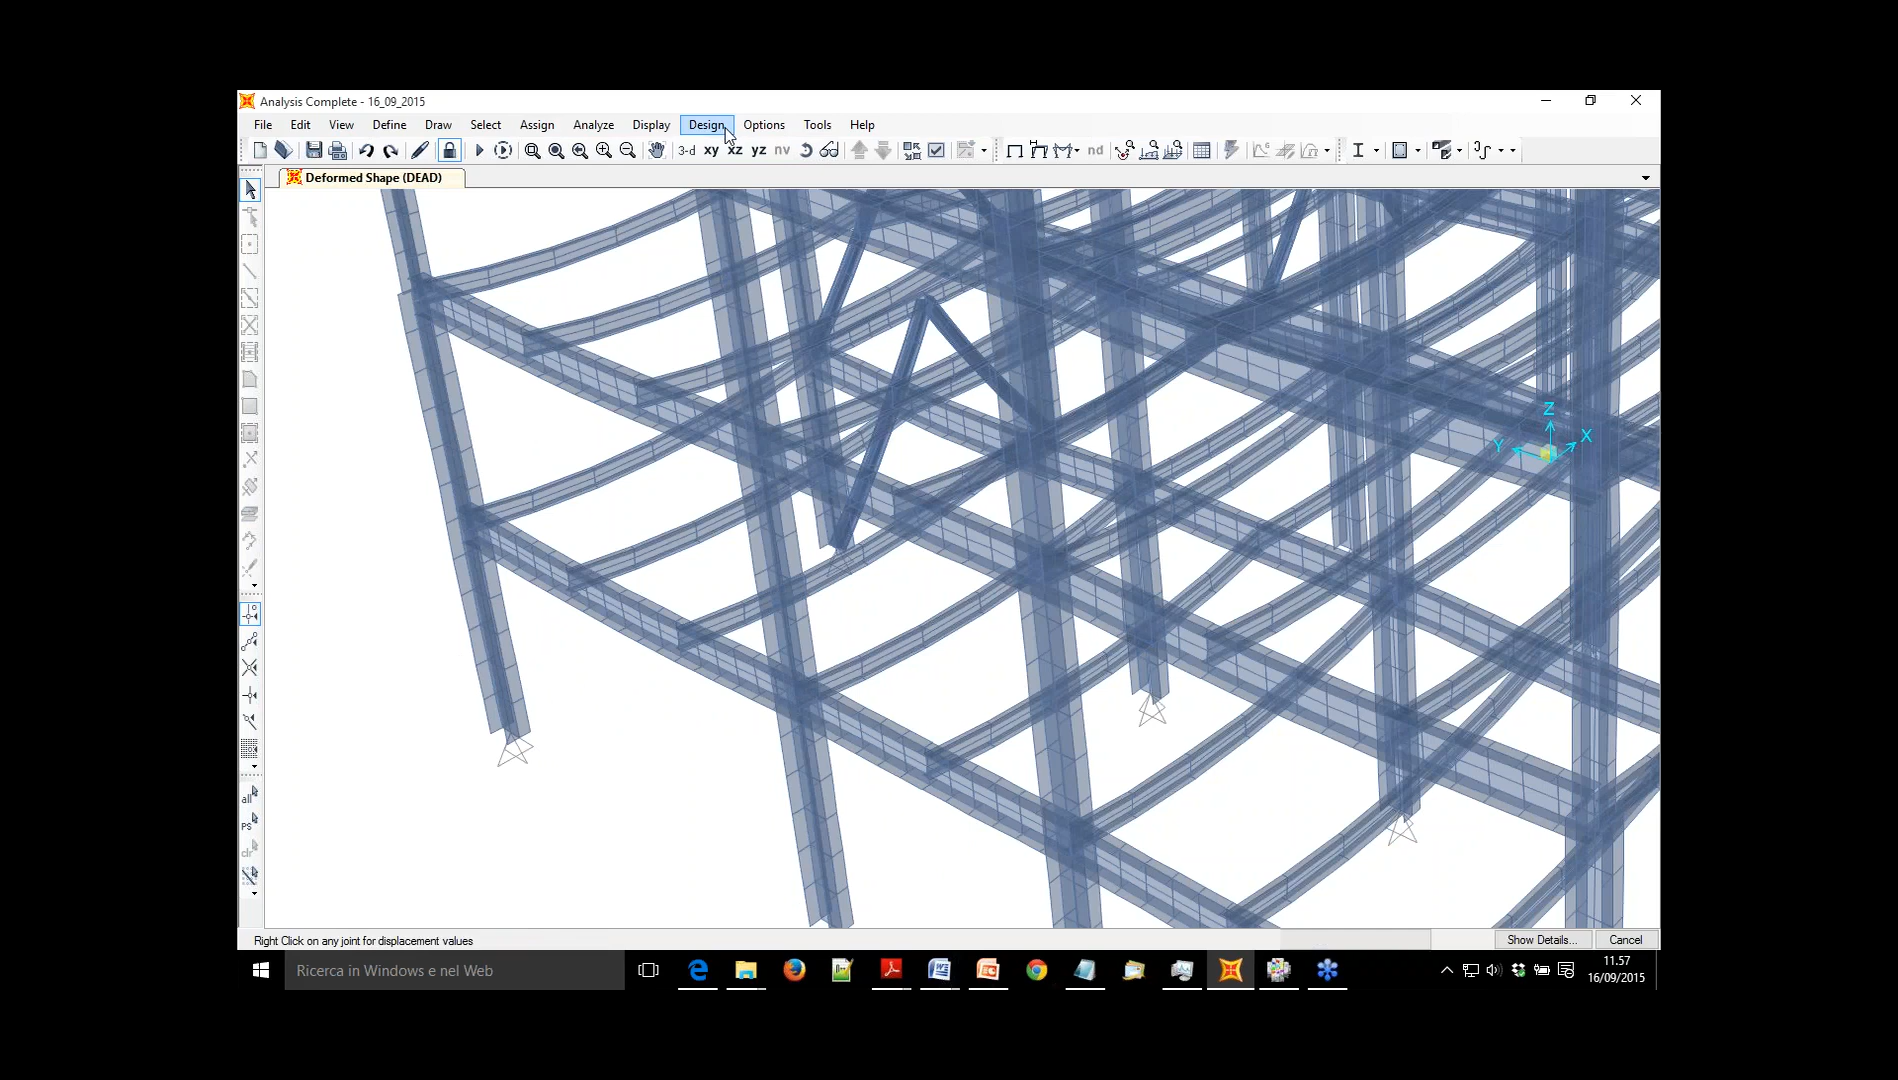 Analysis Complete - 16_09_2015
File Edit View Define Draw Select Assign Analyze Display Design Options Tools Help
3-d xy xz yz nv nd
Deformed Shape (DEAD)
Z
Y X
all
PS
clr
Right Click on any joint for displacement values
Show Details... Cancel
Ricerca in Windows e nel Web
11.57
16/09/2015